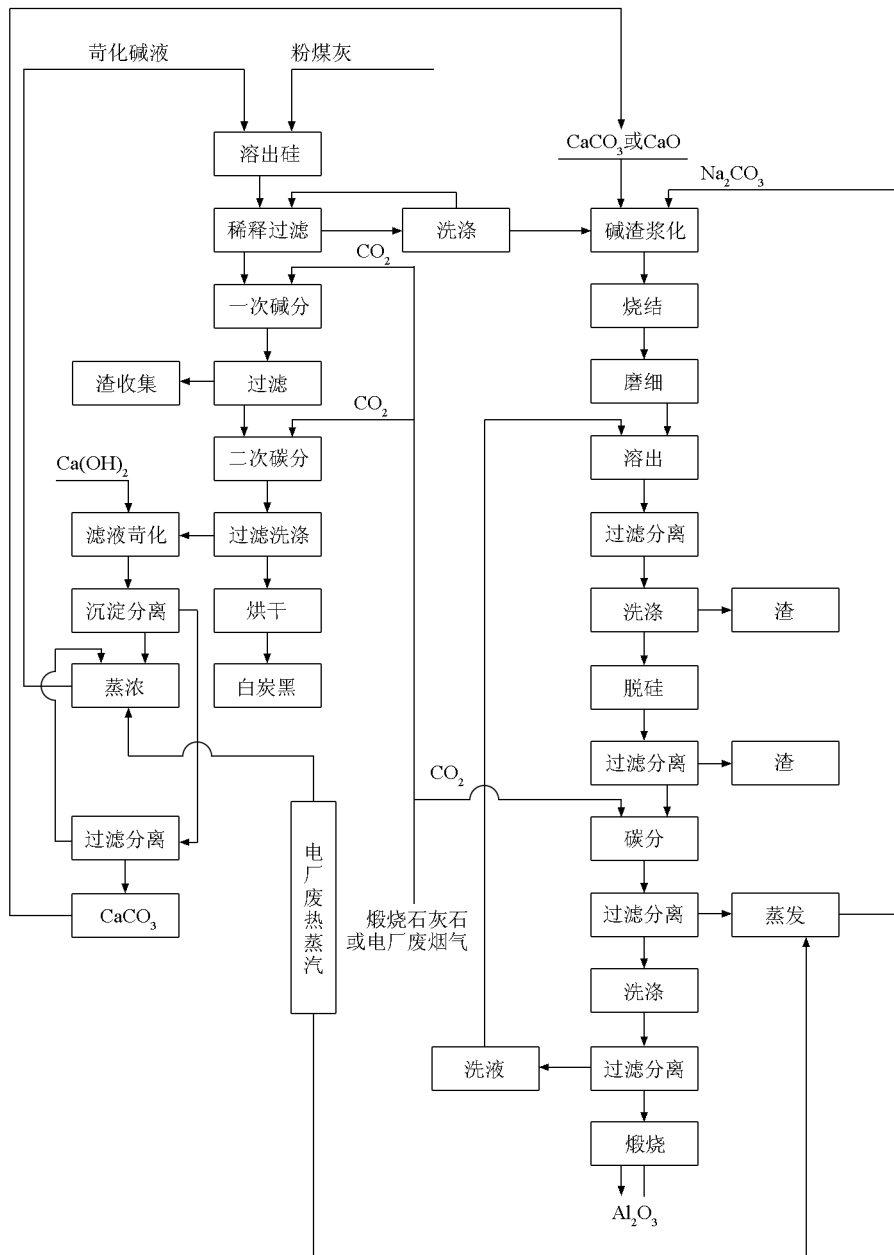 苛化碱液
粉煤灰
溶出硅
CaCO₃或CaO
Na₂CO₃
稀释过滤
洗涤
碱渣浆化
CO₂
一次碱分
烧结
渣收集
过滤
磨细
CO₂
二次碳分
溶出
Ca(OH)₂
滤液苛化
过滤洗涤
过滤分离
沉淀分离
烘干
洗涤
渣
蒸浓
白炭黑
脱硅
过滤分离
渣
CO₂
过滤分离
碳分
电厂废热蒸汽
CaCO₃
煅烧石灰石
或电厂废烟气
过滤分离
蒸发
洗涤
洗液
过滤分离
煅烧
Al₂O₃